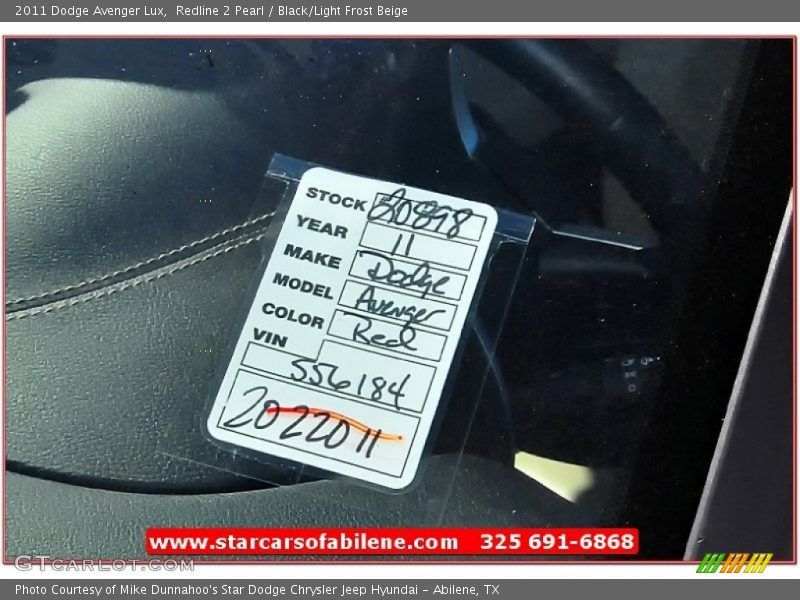 2011 Dodge Avenger Lux, Redline 2 Pearl / Black/Light Frost Beige
STOCK 20898
YEAR 11
MAKE Dodge
MODEL Avenger
COLOR Red
VIN
556184
2022011
www.starcarsofabilene.com 325 691-6868
GTCARLOT.COM
Photo Courtesy of Mike Dunnahoo's Star Dodge Chrysler Jeep Hyundai - Abilene, TX